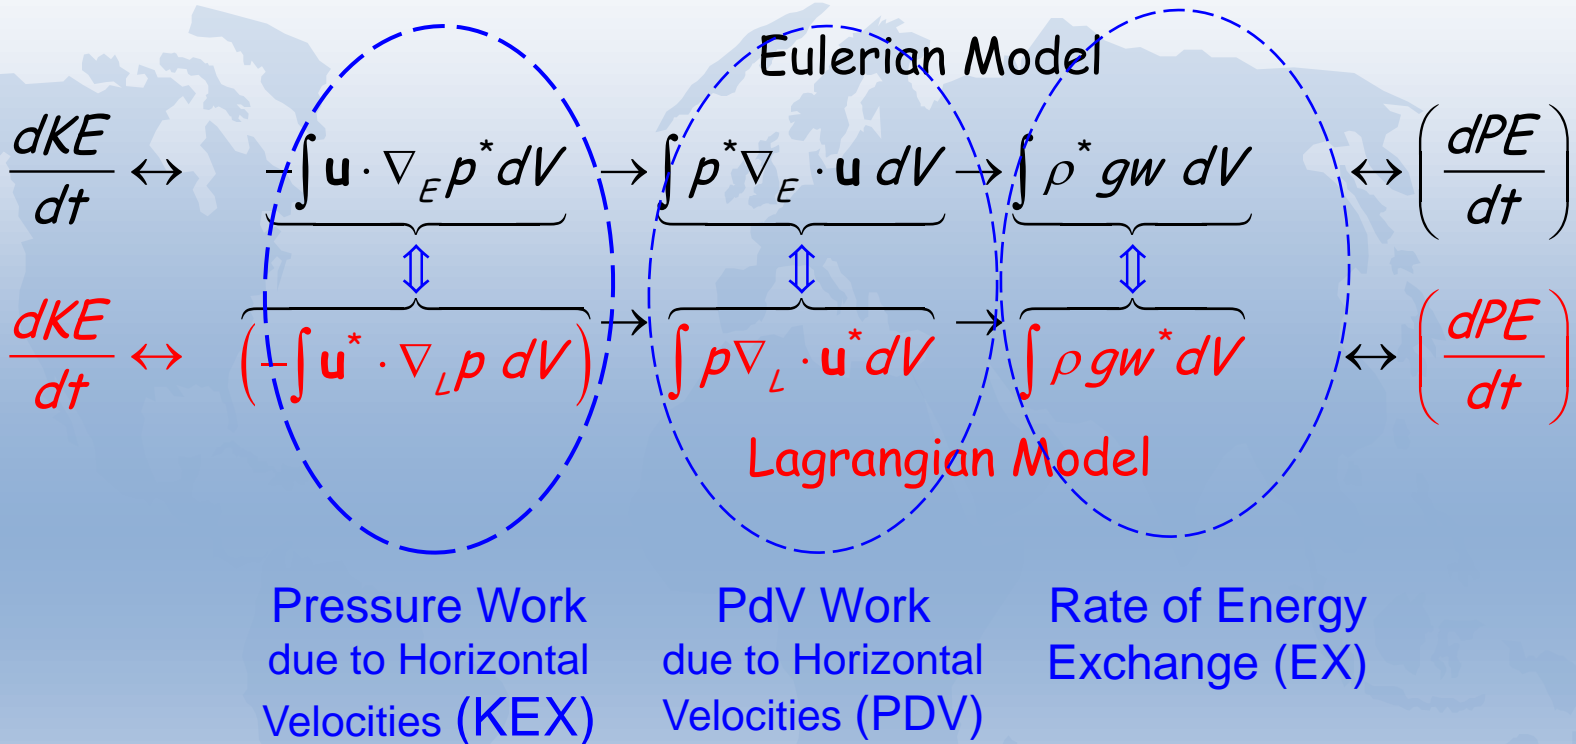 Eulerian Model
dKE/dt ↔ −∫ u · ∇_E p* dV → ∫ p* ∇_E · u dV → ∫ ρ* gw dV ↔ (dPE/dt)
⇕ ⇕ ⇕
dKE/dt ↔ (−∫ u* · ∇_L p dV) → ∫ p∇_L · u* dV → ∫ ρgw* dV ↔ (dPE/dt)
Lagrangian Model
Pressure Work
due to Horizontal
Velocities (KEX)
PdV Work
due to Horizontal
Velocities (PDV)
Rate of Energy
Exchange (EX)